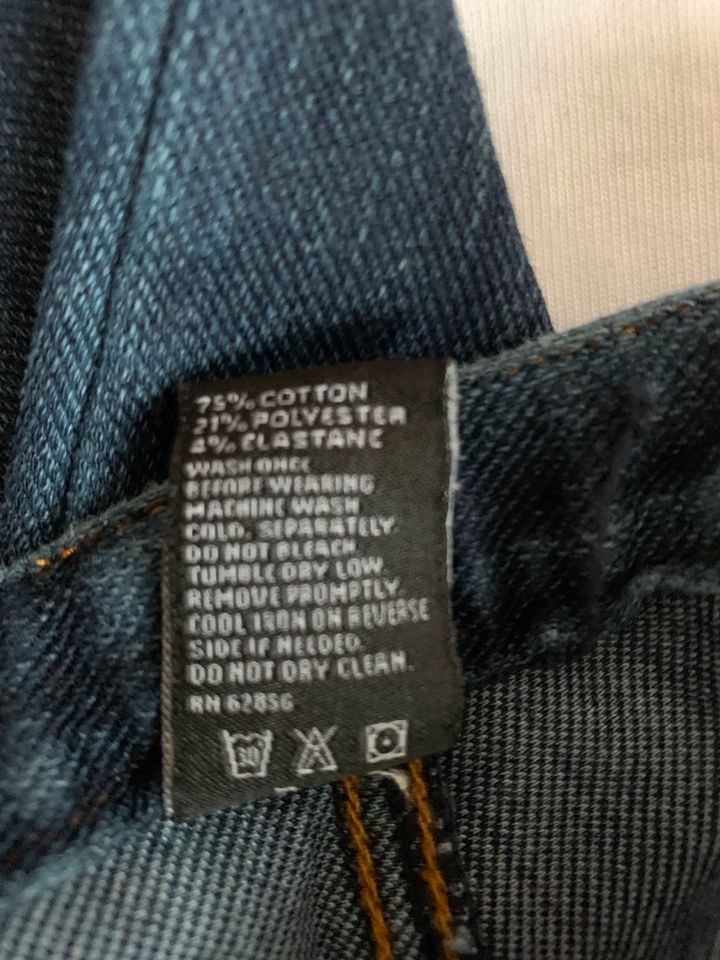 75% COTTON
21% POLYESTER
4% ELASTANE
WASH ONCE
BEFORE WEARING
MACHINE WASH
COLD, SEPARATELY.
DO NOT BLEACH.
TUMBLE DRY LOW.
REMOVE PROMPTLY.
COOL IRON ON REVERSE
SIDE IF NEEDED.
DO NOT DRY CLEAN.
RN 62856
30